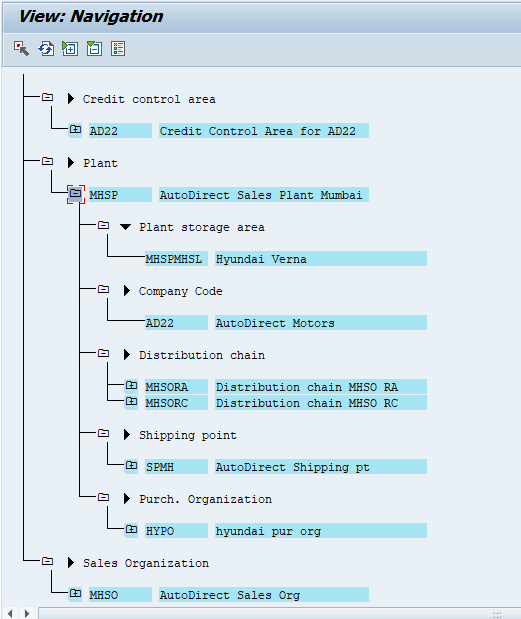 View: Navigation
Credit control area
AD22 Credit Control Area for AD22
Plant
MHSP AutoDirect Sales Plant Mumbai
Plant storage area
MHSPMHSL Hyundai Verna
Company Code
AD22 AutoDirect Motors
Distribution chain
MHSORA Distribution chain MHSO RA
MHSORC Distribution chain MHSO RC
Shipping point
SPMH AutoDirect Shipping pt
Purch. Organization
HYPO hyundai pur org
Sales Organization
MHSO AutoDirect Sales Org